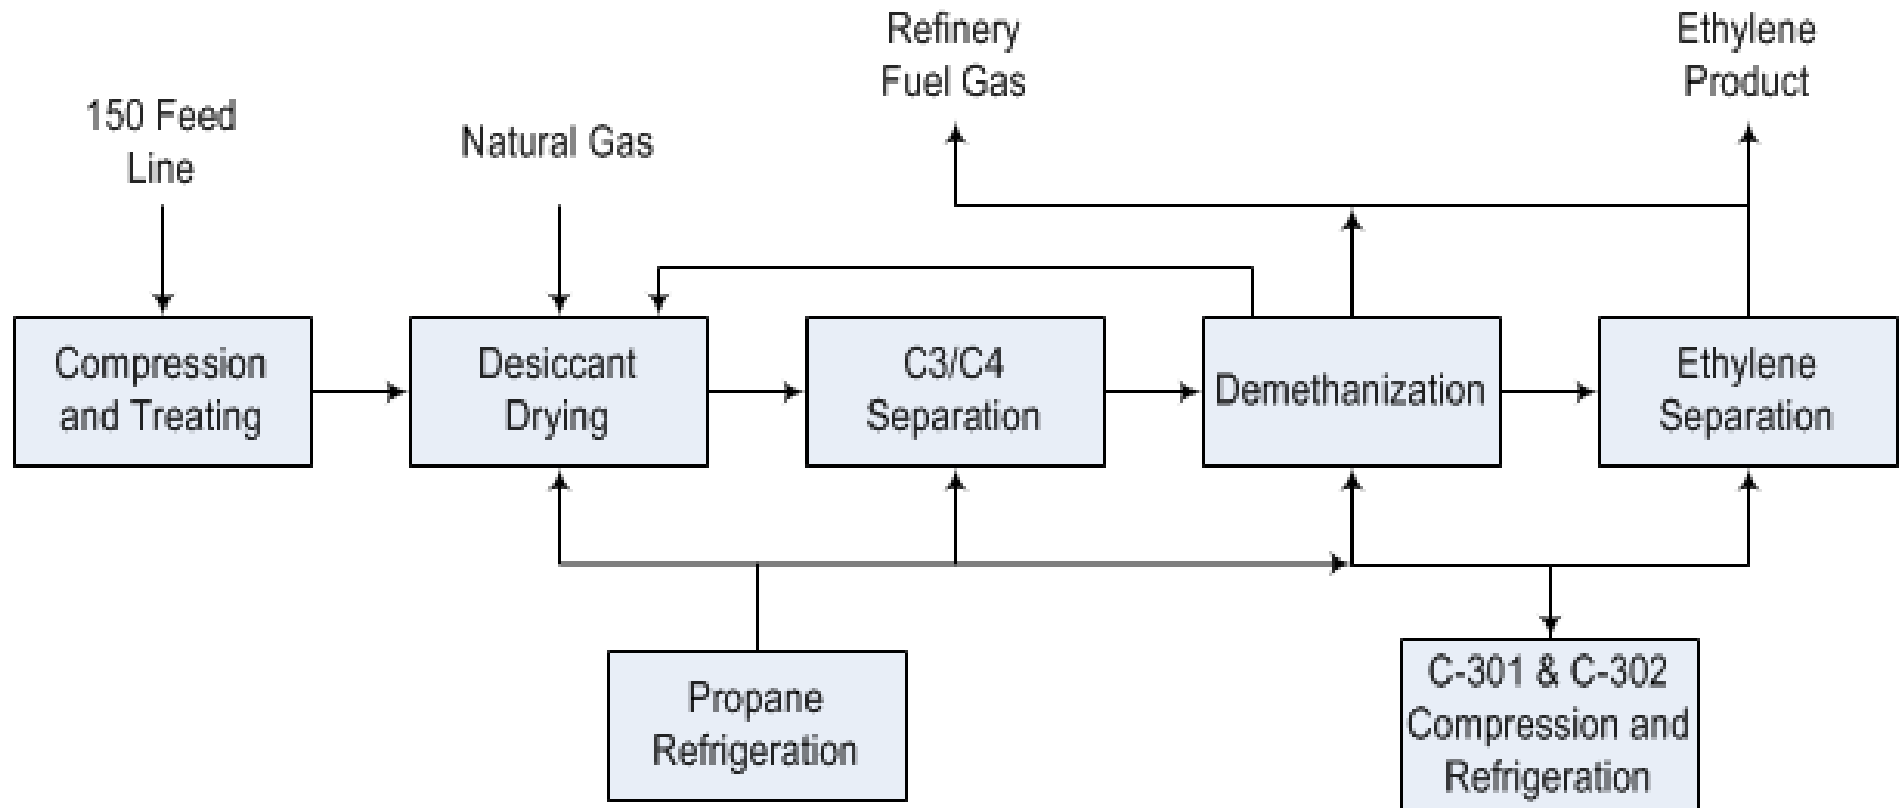 Refinery
Fuel Gas
Ethylene
Product
150 Feed
Line
Natural Gas
Compression
and Treating
Desiccant
Drying
C3/C4
Separation
Demethanization
Ethylene
Separation
Propane
Refrigeration
C-301 & C-302
Compression and
Refrigeration